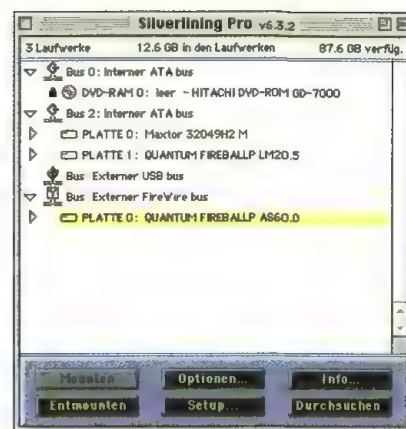 Silverlining Pro v6.3.2
3 Laufwerke 12.6 GB in den Laufwerken 87.6 GB verfüg.
Bus 0: Interner ATA bus
DVD-RAM 0: leer - HITACHI DVD-ROM GD-7000
Bus 2: Interner ATA bus
PLATTE 0: Maxtor 32049H2 M
PLATTE 1: QUANTUM FIREBALLP LM20.5
Bus Externer USB bus
Bus Externer FireWire bus
PLATTE 0: QUANTUM FIREBALLP AS60.0
Mounten Optionen... Info...
Entmounten Setup... Durchsuchen